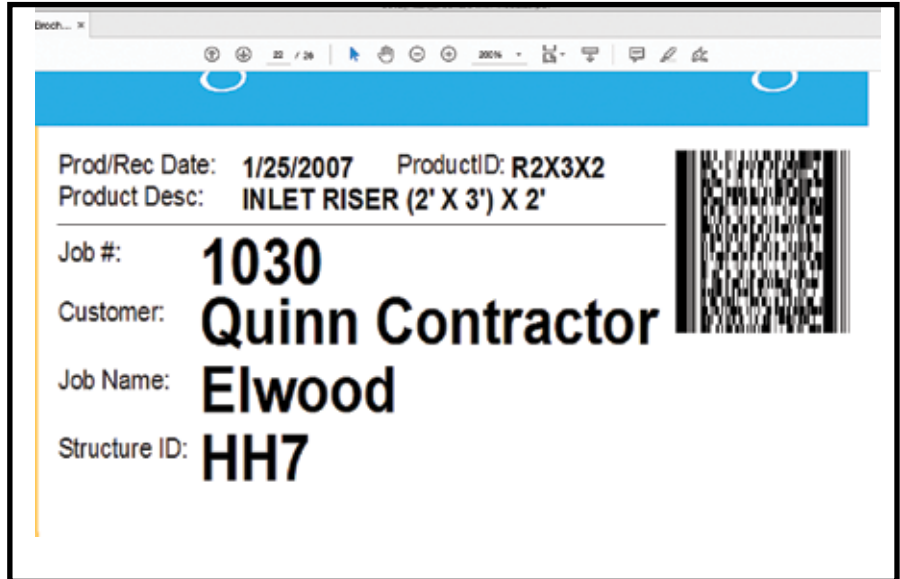 Broch... ×
22 / 26 200%
Prod/Rec Date: 1/25/2007 ProductID: R2X3X2
Product Desc: INLET RISER (2' X 3') X 2'
Job #: 1030
Customer: Quinn Contractor
Job Name: Elwood
Structure ID: HH7